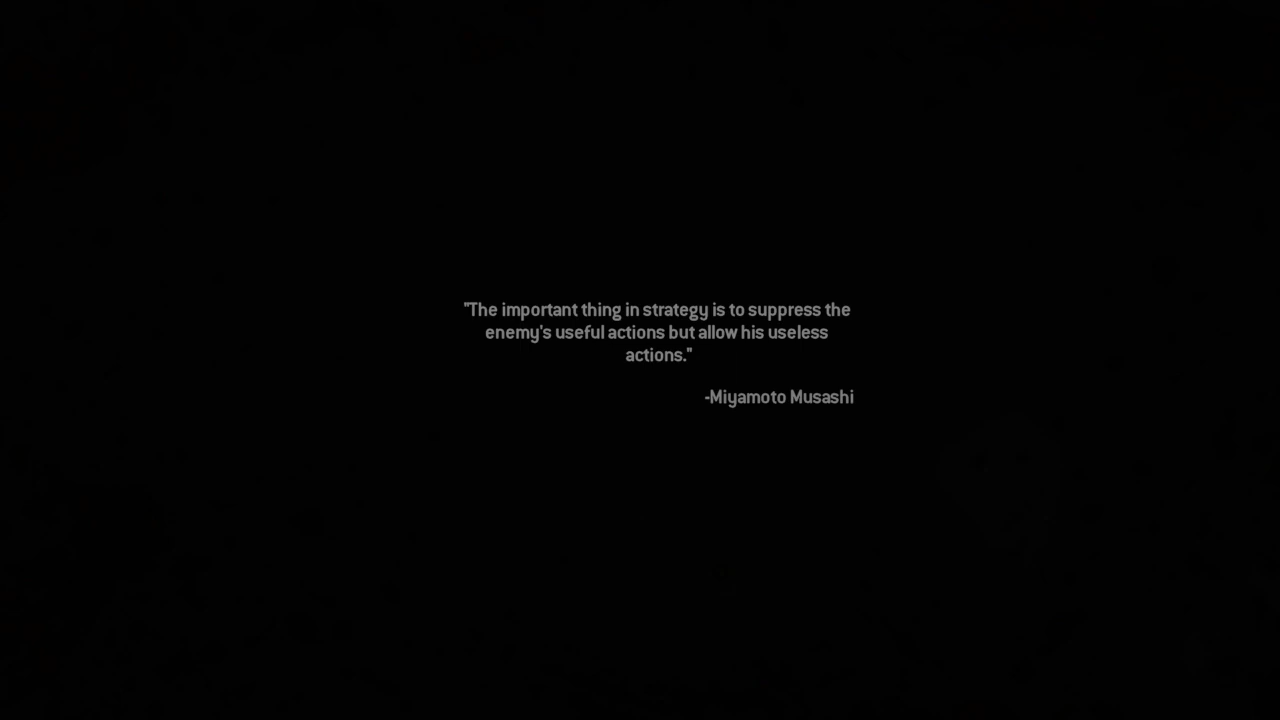 "The important thing in strategy is to suppress the
enemy's useful actions but allow his useless
actions."
-Miyamoto Musashi